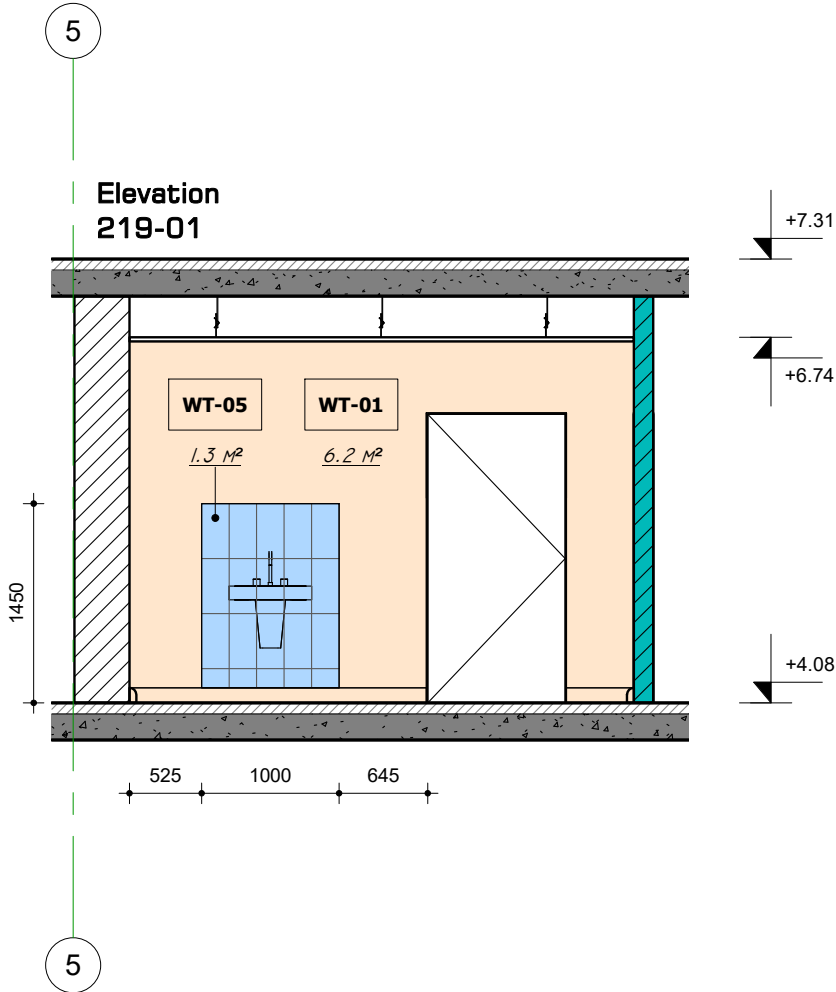 5
Elevation
219-01
+7.31
+6.74
WT-05
WT-01
1.3 M²
6.2 M²
1450
+4.08
525
1000
645
5